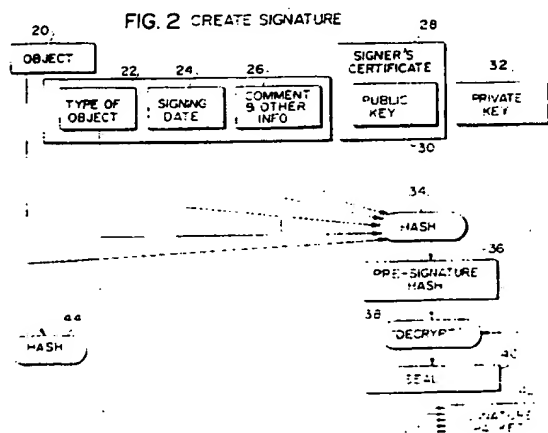 FIG. 2 CREATE SIGNATURE
20
28
OBJECT
22
24
26
SIGNER'S
CERTIFICATE
32
TYPE OF
OBJECT
SIGNING
DATE
COMMENT
& OTHER
INFO
PUBLIC
KEY
PRIVATE
KEY
30
34
HASH
36
PRE-SIGNATURE
HASH
44
38
HASH
DECRYPT
SEAL